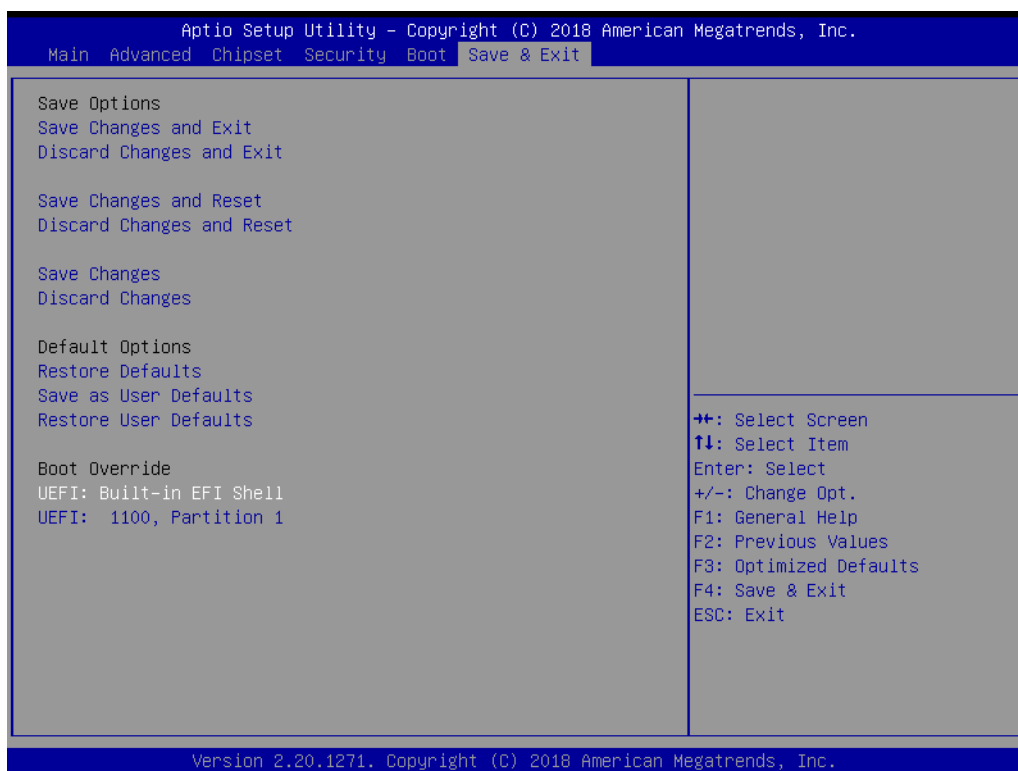 Aptio Setup Utility – Copyright (C) 2018 American Megatrends, Inc.
Main Advanced Chipset Security Boot Save & Exit
Save Options
Save Changes and Exit
Discard Changes and Exit
Save Changes and Reset
Discard Changes and Reset
Save Changes
Discard Changes
Default Options
Restore Defaults
Save as User Defaults
Restore User Defaults
Boot Override
UEFI: Built-in EFI Shell
UEFI: 1100, Partition 1
→←: Select Screen
↑↓: Select Item
Enter: Select
+/-: Change Opt.
F1: General Help
F2: Previous Values
F3: Optimized Defaults
F4: Save & Exit
ESC: Exit
Version 2.20.1271. Copyright (C) 2018 American Megatrends, Inc.